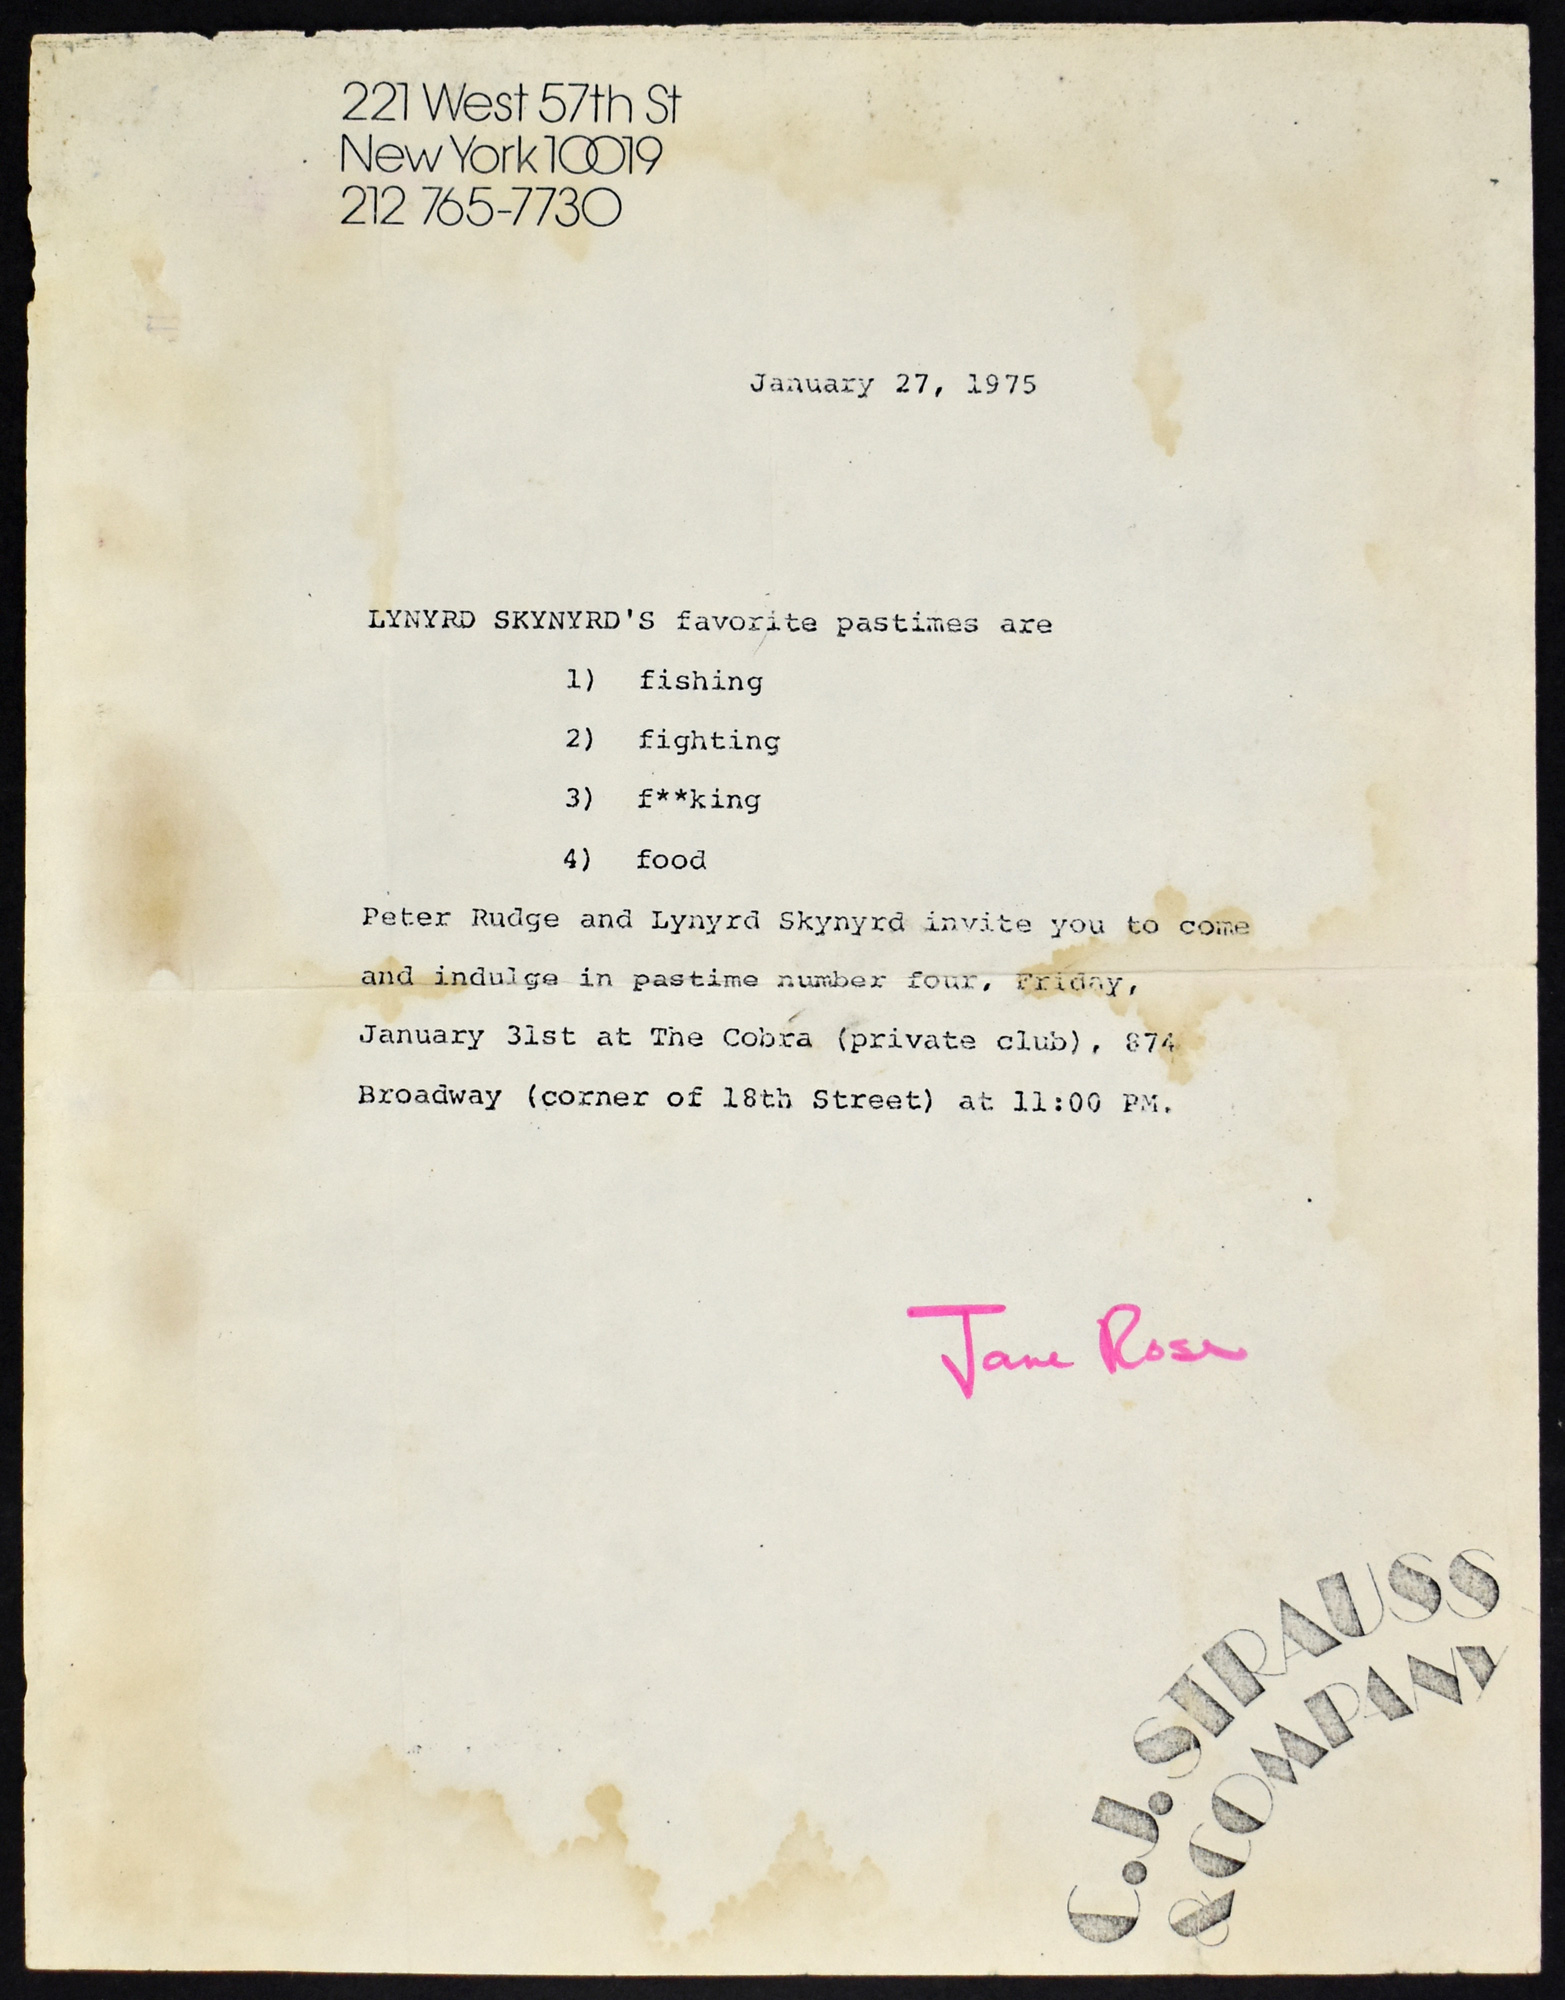 221 West 57th St
New York 10019
212 765-7730
January 27, 1975
LYNYRD SKYNYRD'S favorite pastimes are
1) fishing
2) fighting
3) f**king
4) food
Peter Rudge and Lynyrd Skynyrd invite you to come
and indulge in pastime number four, Friday,
January 31st at The Cobra (private club), 874
Broadway (corner of 18th Street) at 11:00 PM.
Jane Rose
C.J. STRAUSS
& COMPANY